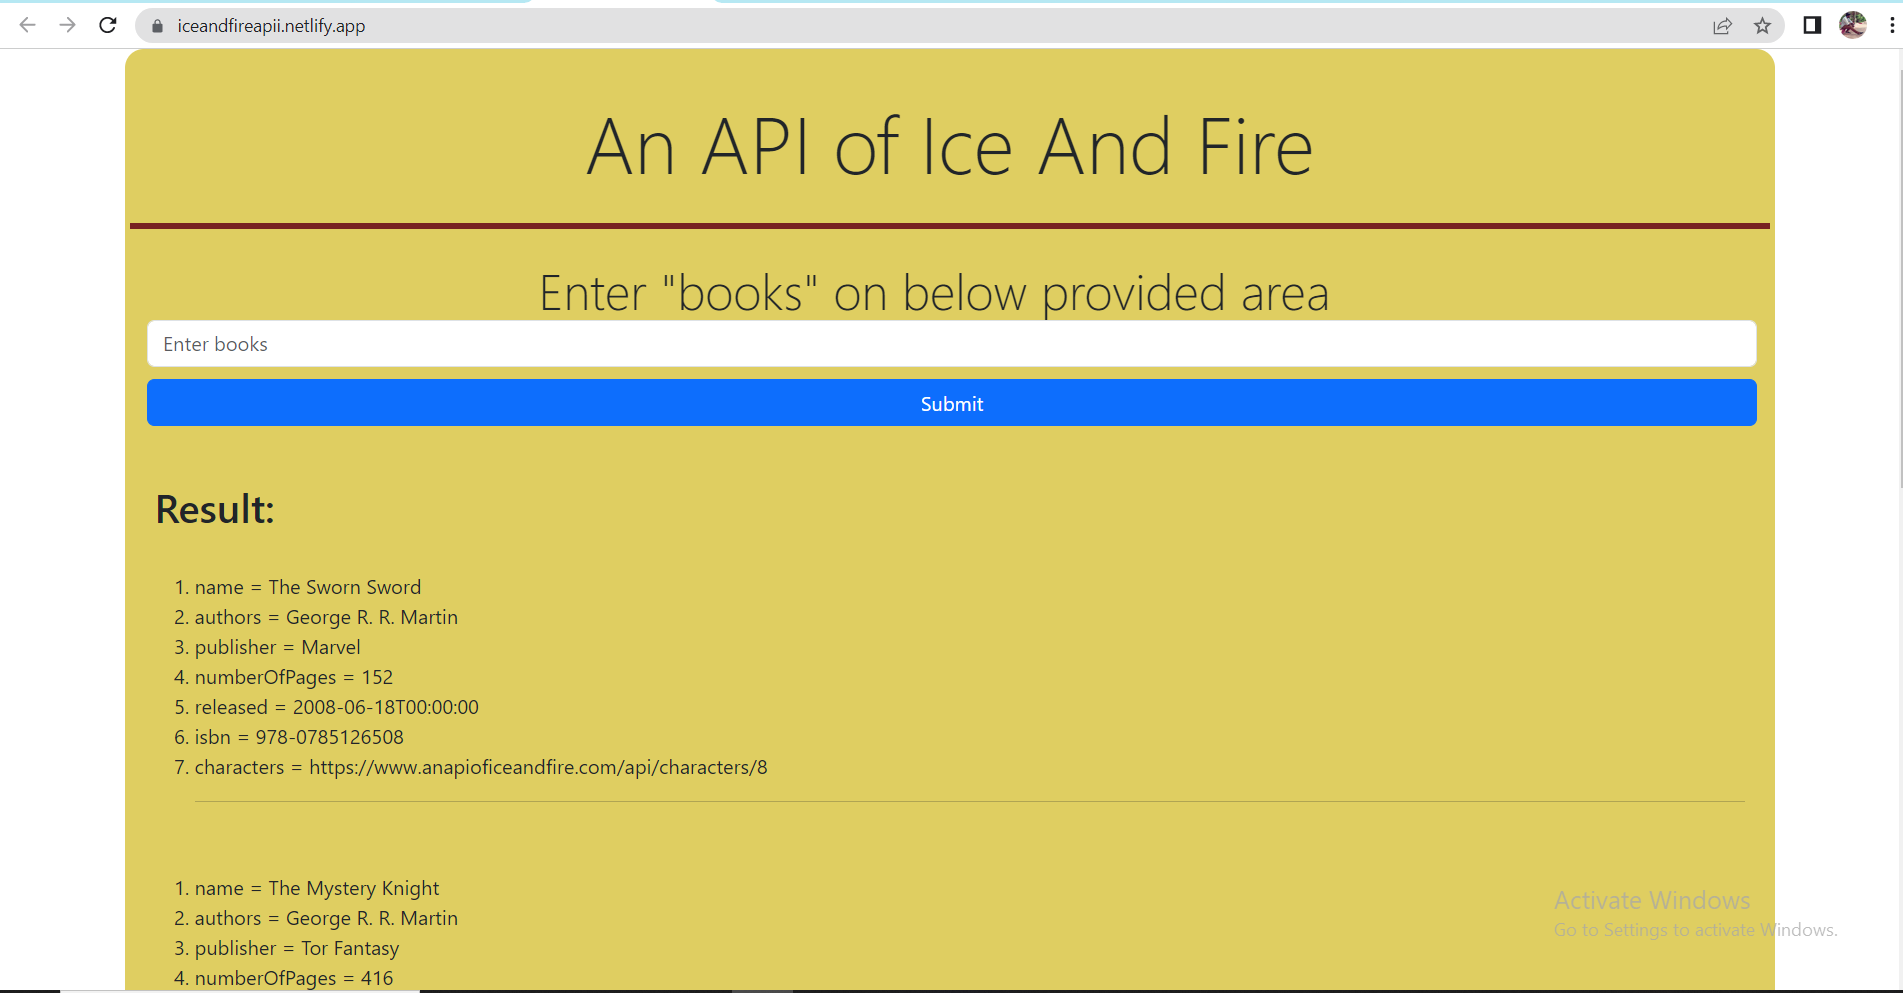 iceandfireapii.netlify.app
An API of Ice And Fire
Enter "books" on below provided area
Enter books
Submit
Result:
1. name = The Sworn Sword
2. authors = George R. R. Martin
3. publisher = Marvel
4. numberOfPages = 152
5. released = 2008-06-18T00:00:00
6. isbn = 978-0785126508
7. characters = https://www.anapioficeandfire.com/api/characters/8
1. name = The Mystery Knight
2. authors = George R. R. Martin
3. publisher = Tor Fantasy
4. numberOfPages = 416
Activate Windows
Go to Settings to activate Windows.